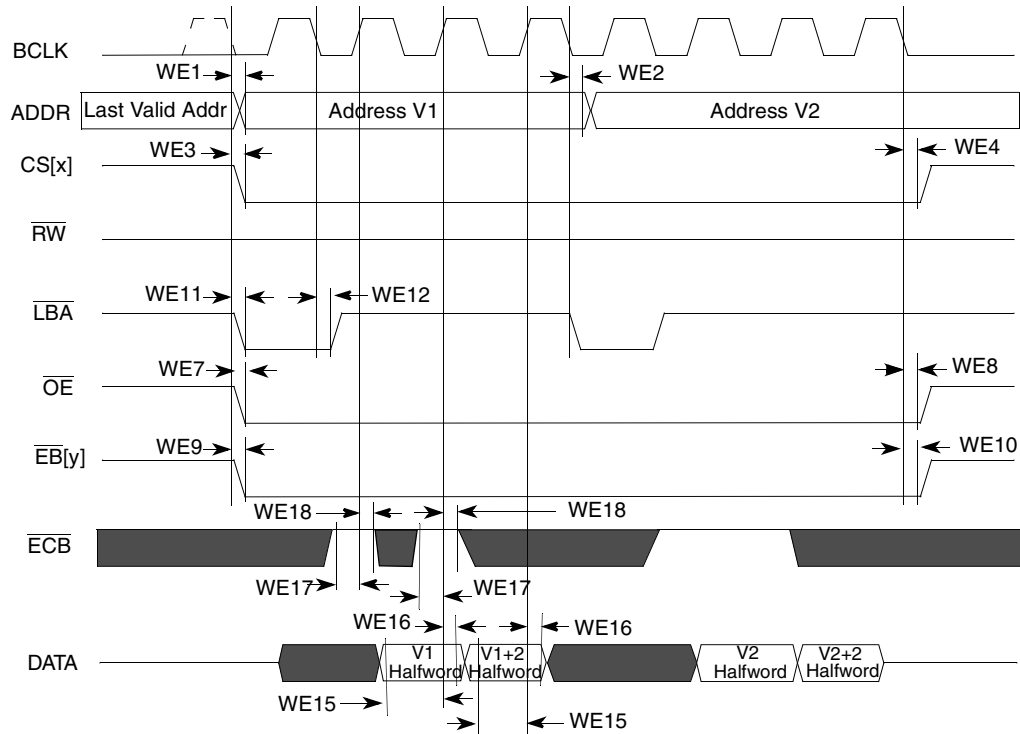 BCLK
WE1
WE2
ADDR
Last Valid Addr
Address V1
Address V2
WE3
WE4
CS[x]
RW
WE11
WE12
LBA
WE7
WE8
OE
WE9
WE10
EB[y]
WE18
WE18
ECB
WE17
WE17
WE16
WE16
DATA
V1
Halfword
V1+2
Halfword
V2
Halfword
V2+2
Halfword
WE15
WE15